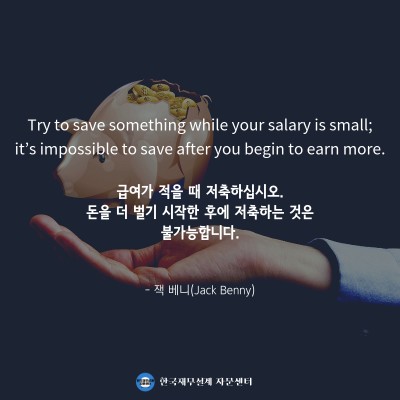 Try to save something while your salary is small;
it's impossible to save after you begin to earn more.
급여가 적을 때 저축하십시오.
돈을 더 벌기 시작한 후에 저축하는 것은
불가능합니다.
- 잭 베니(Jack Benny)
한국재무설계 자문센터